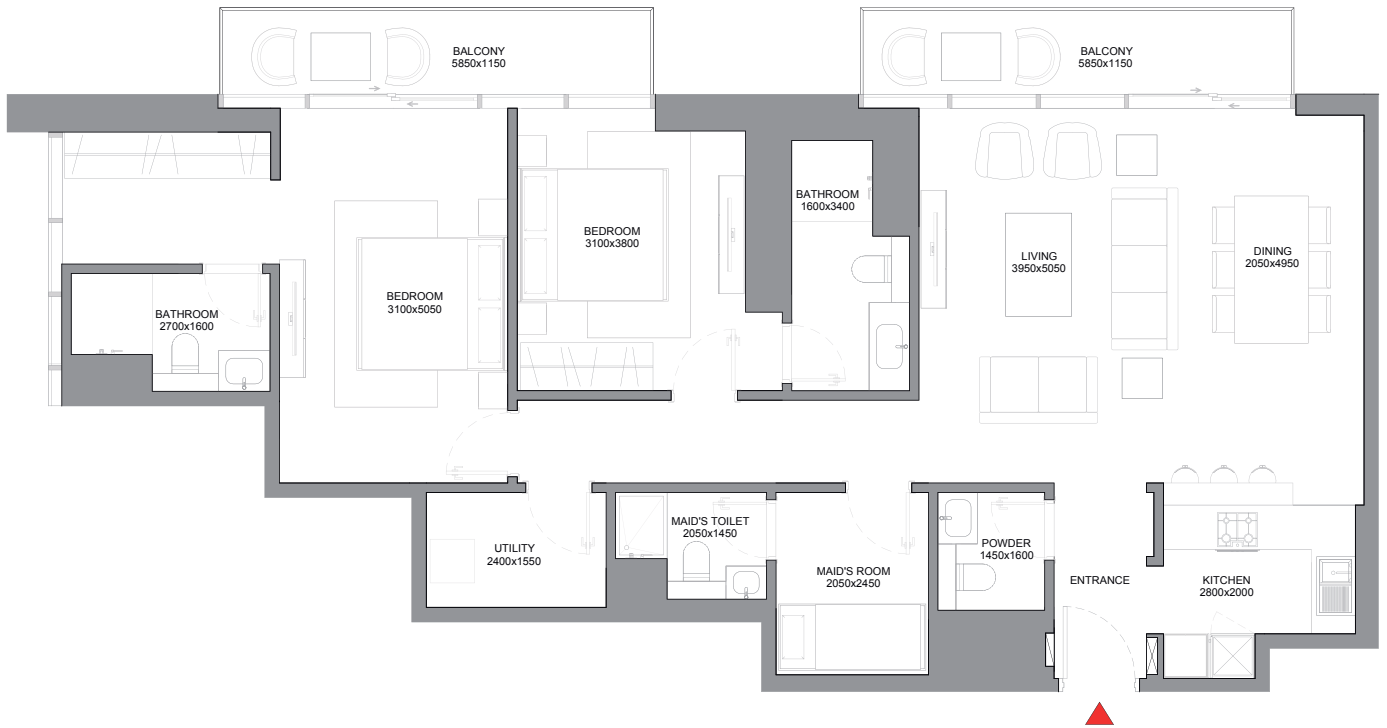 BALCONY
5850x1150
BALCONY
5850x1150
BATHROOM
1600x3400
BEDROOM
3100x3800
LIVING
3950x5050
DINING
2050x4950
BEDROOM
3100x5050
BATHROOM
2700x1600
MAID'S TOILET
2050x1450
UTILITY
2400x1550
POWDER
1450x1600
MAID'S ROOM
2050x2450
ENTRANCE
KITCHEN
2800x2000